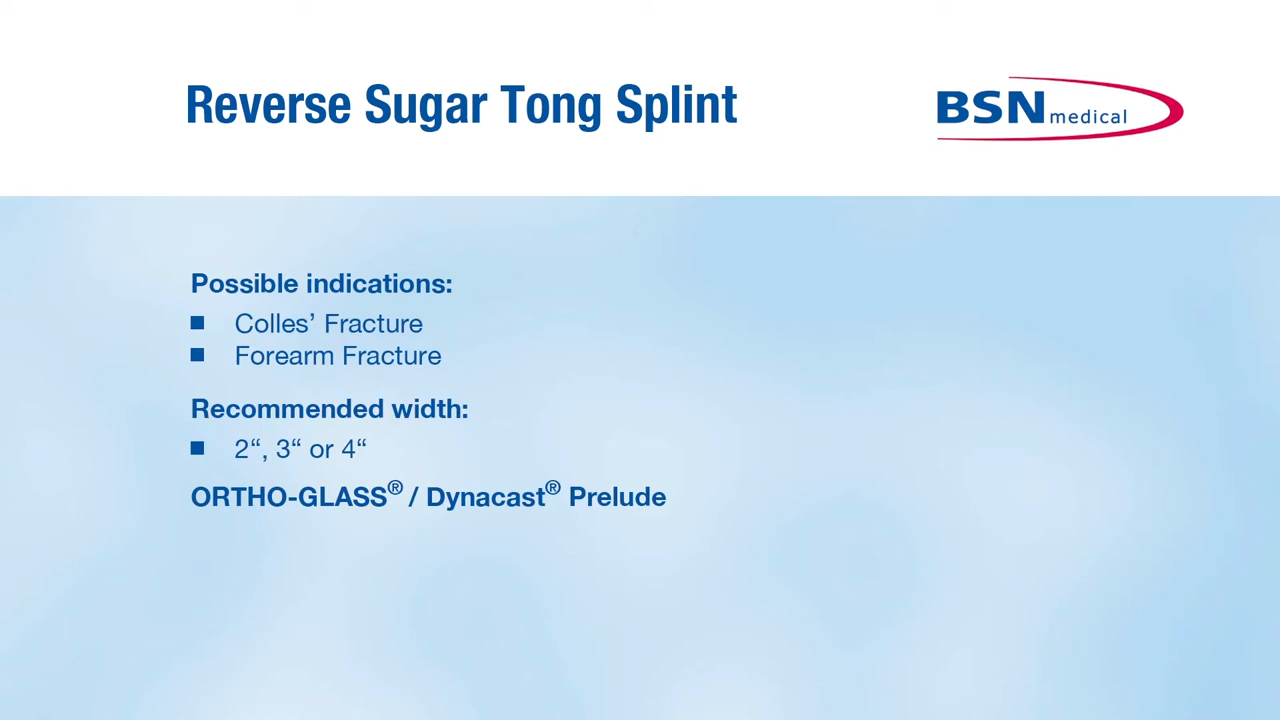 Reverse Sugar Tong Splint
BSN medical
Possible indications:
■ Colles’ Fracture
■ Forearm Fracture
Recommended width:
■ 2“, 3“ or 4“
ORTHO-GLASS® / Dynacast® Prelude